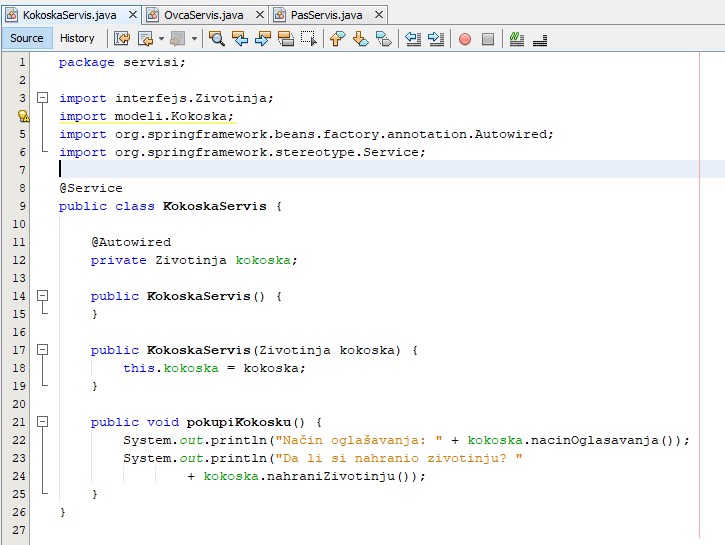 KokoskaServis.java OvcaServis.java PasServis.java
Source History
1 package servisi;
2
3 import interfejs.Zivotinja;
import modeli.Kokoska;
5 import org.springframework.beans.factory.annotation.Autowired;
6 import org.springframework.stereotype.Service;
7
8 @Service
9 public class KokoskaServis {
10
11 @Autowired
12 private Zivotinja kokoska;
13
14 public KokoskaServis() {
15 }
16
17 public KokoskaServis(Zivotinja kokoska) {
18 this.kokoska = kokoska;
19 }
20
21 public void pokupiKokosku() {
22 System.out.println("Način oglašavanja: " + kokoska.nacinOglasavanja());
23 System.out.println("Da li si nahranio zivotinju? "
24 + kokoska.nahraniZivotinju());
25 }
26 }
27